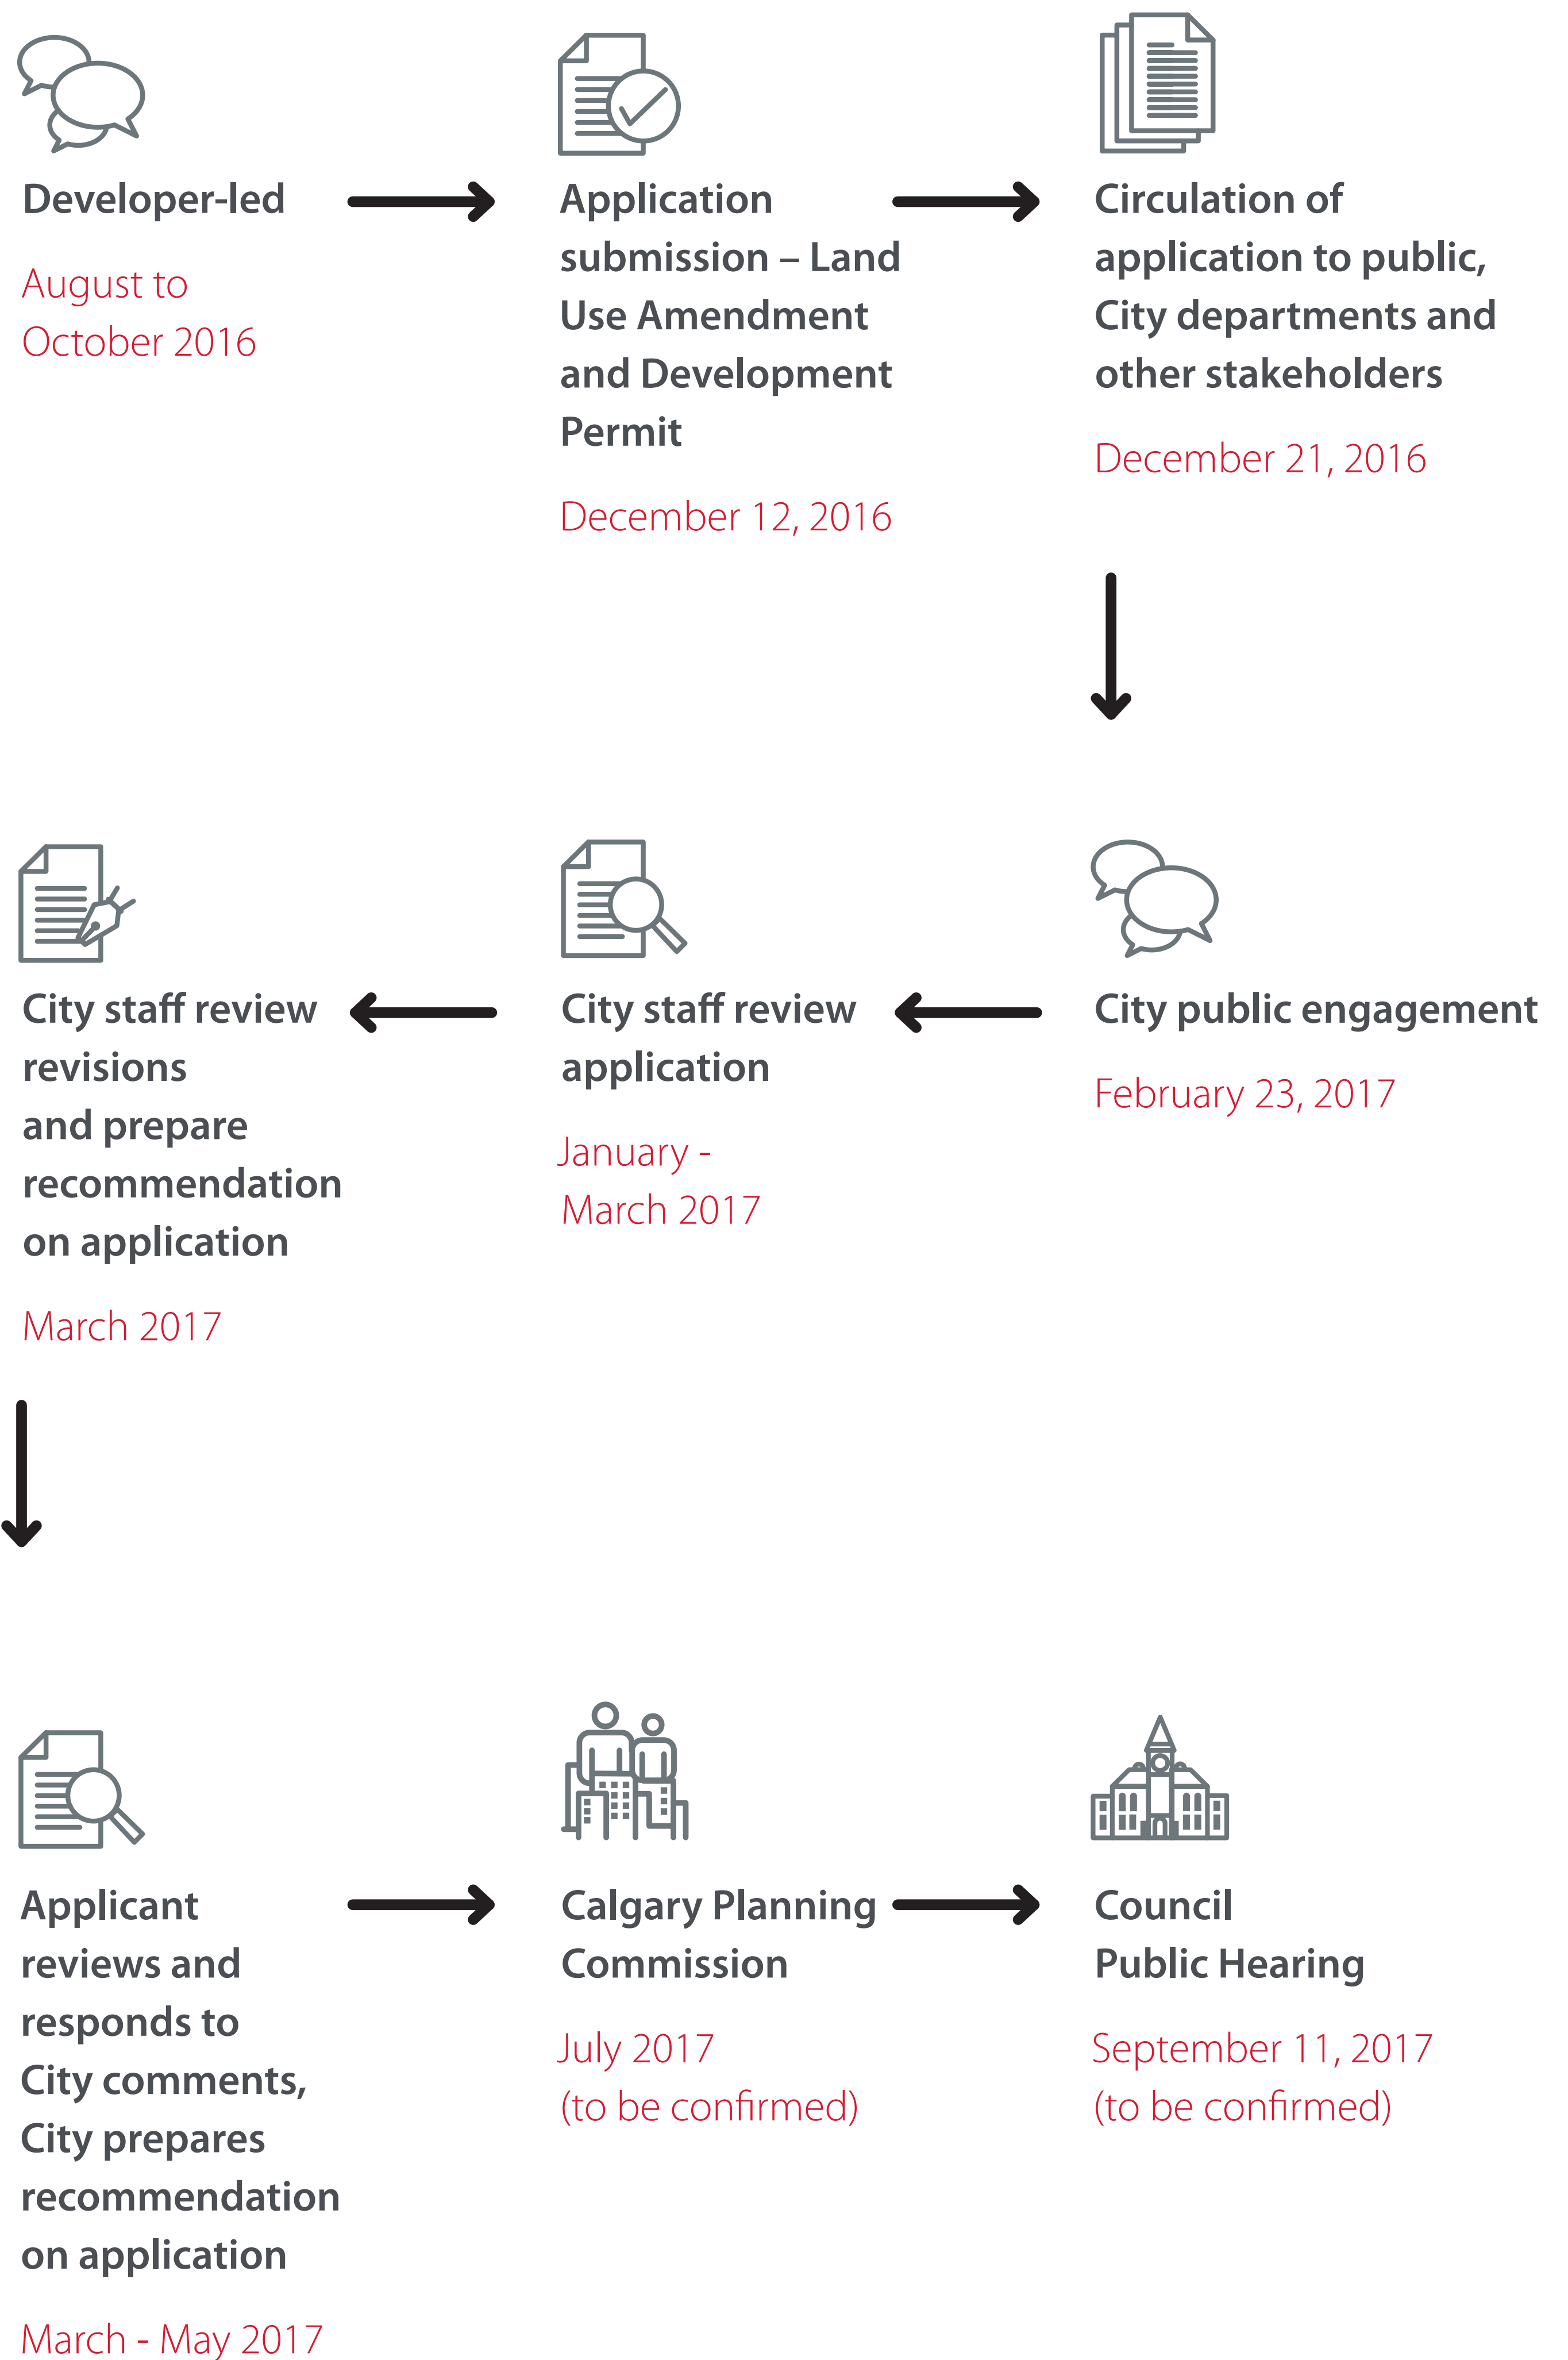 Developer-led
August to
October 2016
Application
submission – Land
Use Amendment
and Development
Permit
December 12, 2016
Circulation of
application to public,
City departments and
other stakeholders
December 21, 2016
City public engagement
February 23, 2017
City staff review
application
January -
March 2017
City staff review
revisions
and prepare
recommendation
on application
March 2017
Applicant
reviews and
responds to
City comments,
City prepares
recommendation
on application
March - May 2017
Calgary Planning
Commission
July 2017
(to be confirmed)
Council
Public Hearing
September 11, 2017
(to be confirmed)